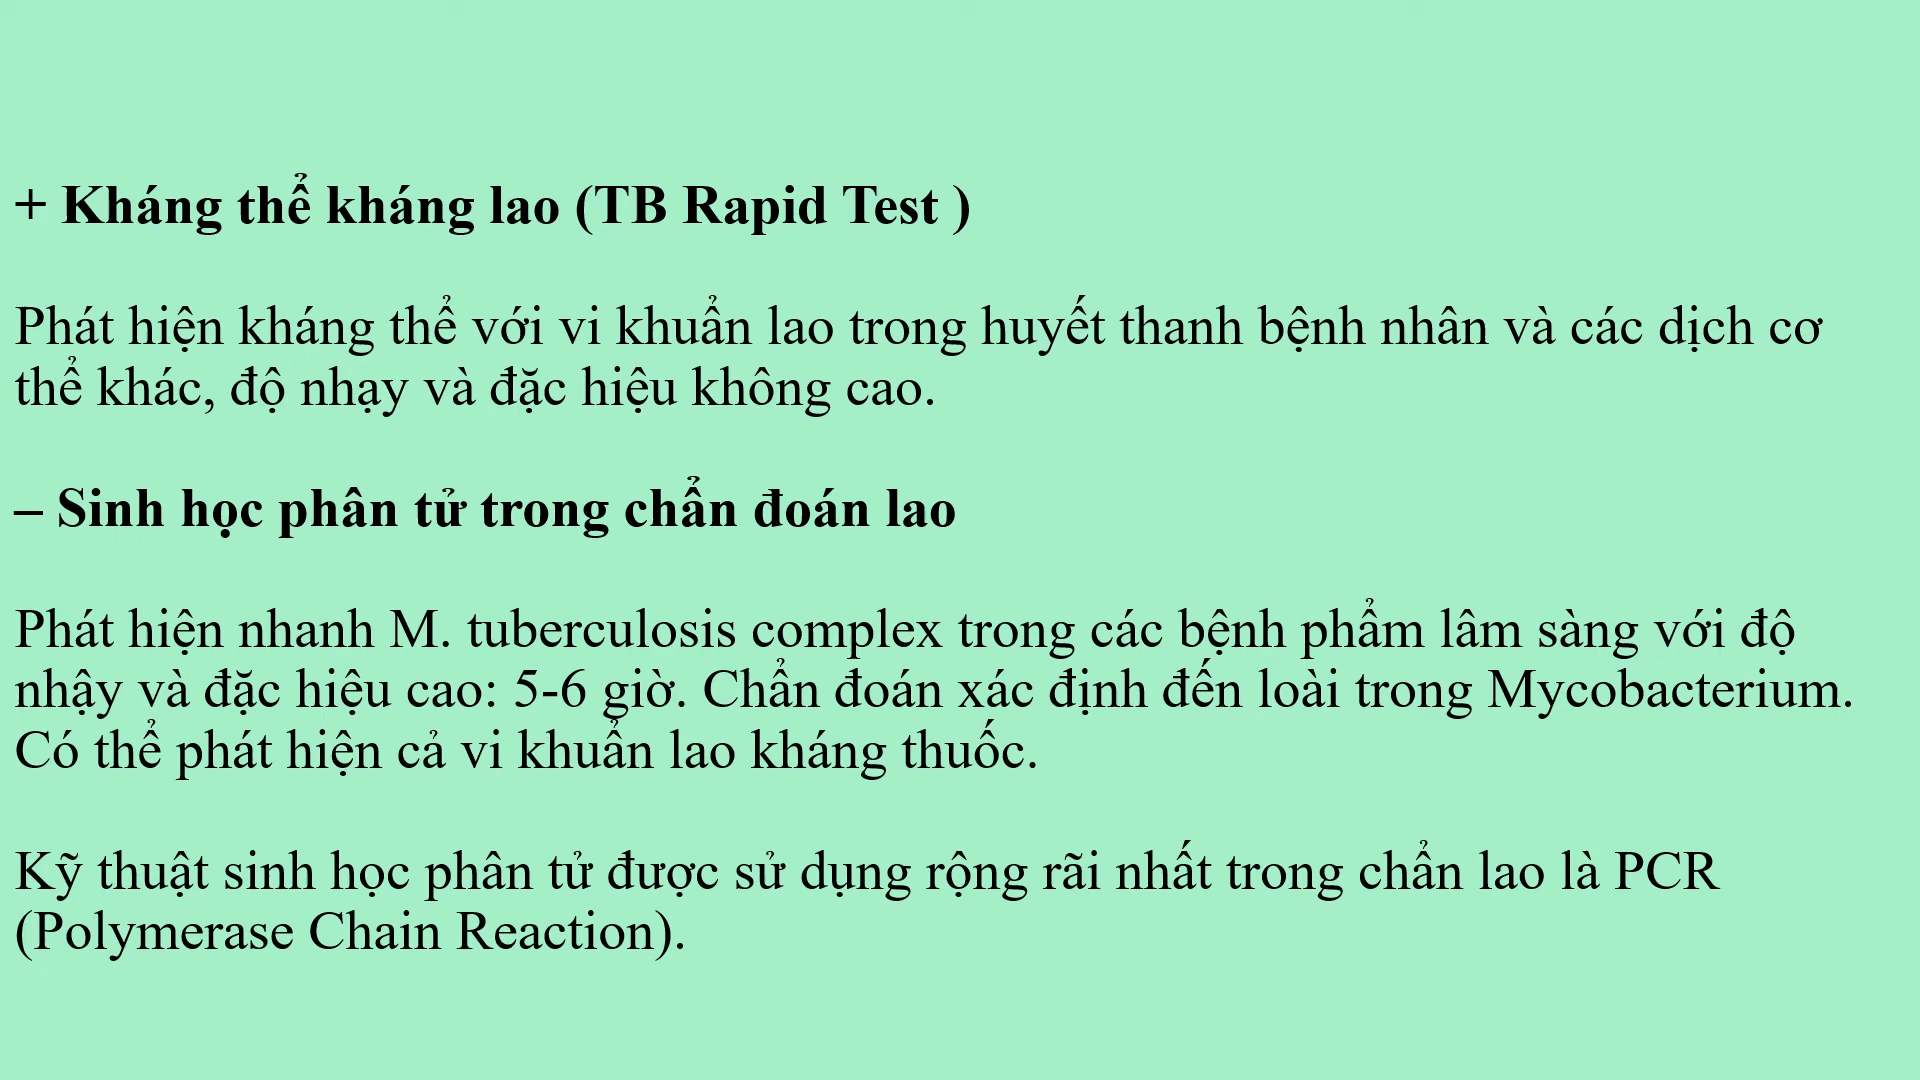 + Kháng thể kháng lao (TB Rapid Test )
Phát hiện kháng thể với vi khuẩn lao trong huyết thanh bệnh nhân và các dịch cơ
thể khác, độ nhạy và đặc hiệu không cao.
– Sinh học phân tử trong chẩn đoán lao
Phát hiện nhanh M. tuberculosis complex trong các bệnh phẩm lâm sàng với độ
nhậy và đặc hiệu cao: 5-6 giờ. Chẩn đoán xác định đến loài trong Mycobacterium.
Có thể phát hiện cả vi khuẩn lao kháng thuốc.
Kỹ thuật sinh học phân tử được sử dụng rộng rãi nhất trong chẩn lao là PCR
(Polymerase Chain Reaction).